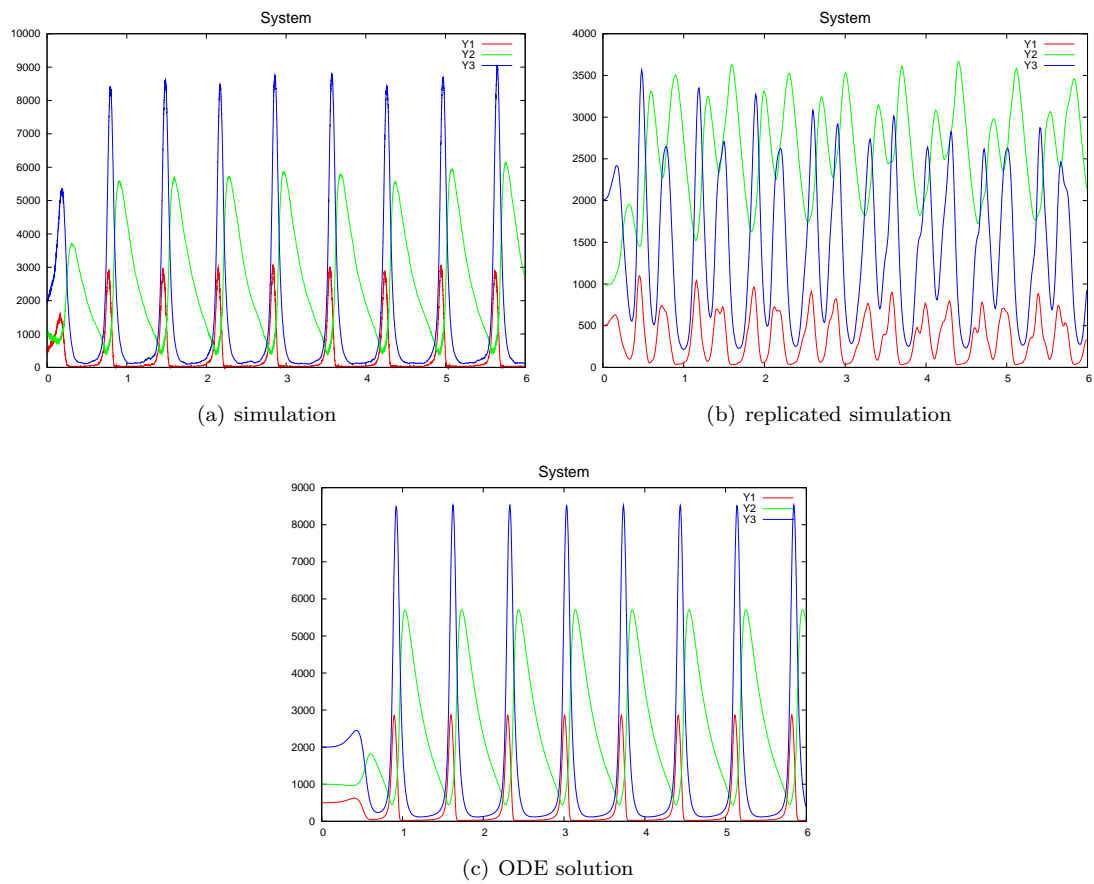 System
10000
9000
8000
7000
6000
5000
4000
3000
2000
1000
0
0 1 2 3 4 5 6
Y1
Y2
Y3
(a) simulation
System
3500
4000
3000
2500
2000
1500
1000
500
0
0 1 2 3 4 5 6
Y1
Y2
Y3
(b) replicated simulation
System
9000
8000
7000
6000
5000
4000
3000
2000
1000
0
0 1 2 3 4 5 6
Y1
Y2
Y3
(c) ODE solution